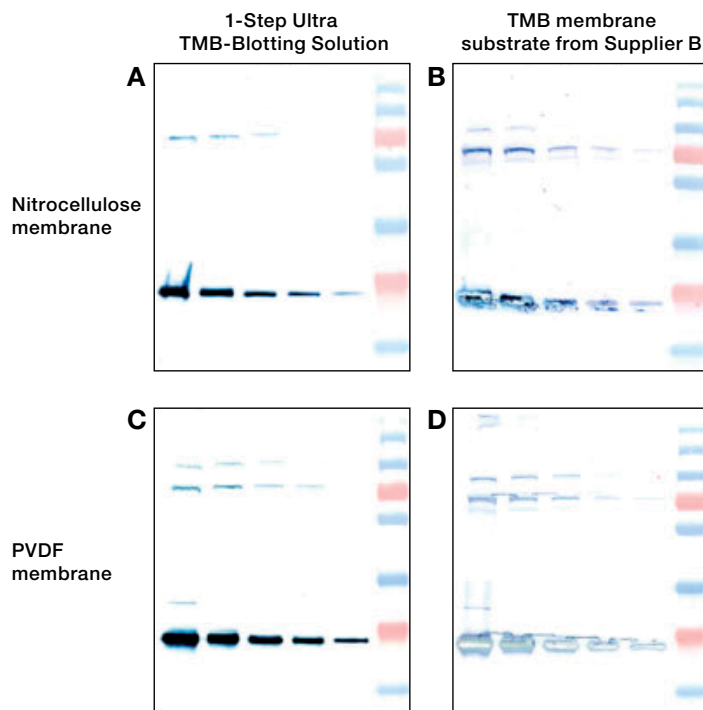 1-Step Ultra
TMB-Blotting Solution
TMB membrane
substrate from Supplier B
A
B
Nitrocellulose
membrane
C
D
PVDF
membrane